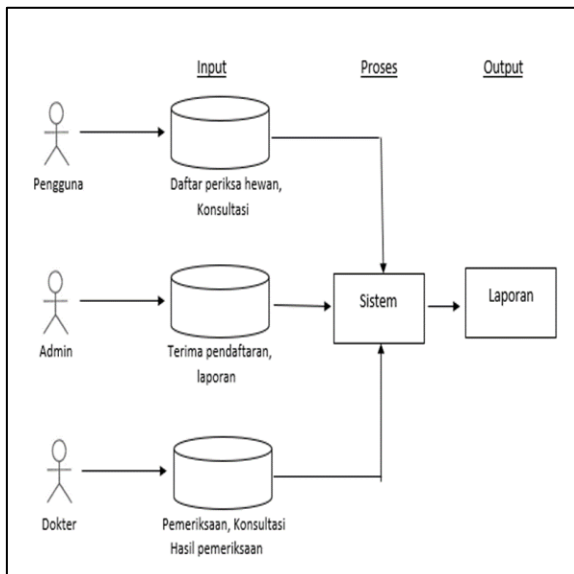 Input
Proses
Output
Pengguna
Daftar periksa hewan,
Konsultasi
Admin
Terima pendaftaran,
laporan
Sistem
Laporan
Dokter
Pemeriksaan, Konsultasi
Hasil pemeriksaan